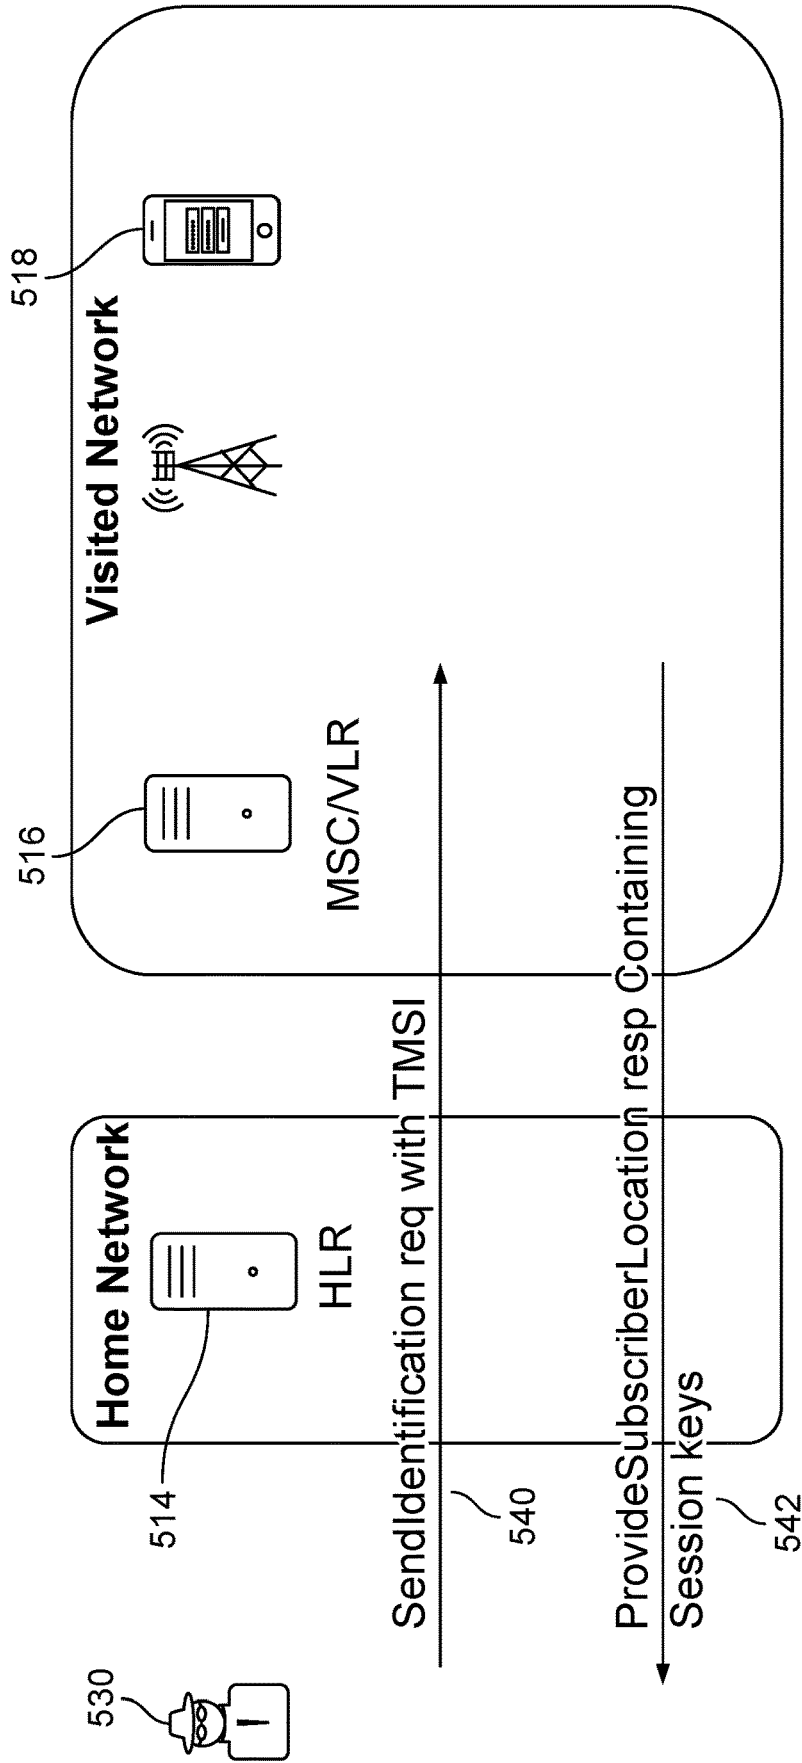 530
514
516
518
Home Network
Visited Network
HLR
MSC/VLR
SendIdentification req with TMSI
540
ProvideSubscriberLocation resp Containing
Session keys
542